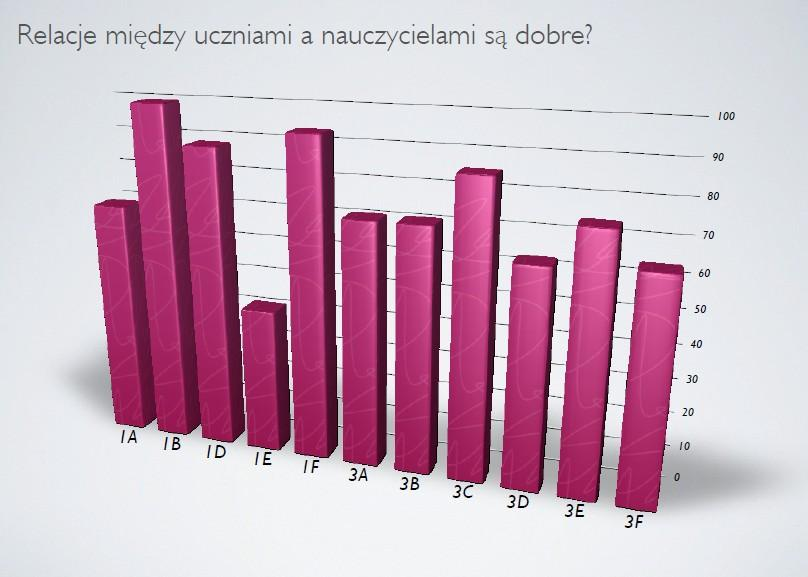 Relacje między uczniami a nauczycielami są dobre?
100
90
80
70
60
50
40
30
20
10
0
1A
1B
1D
1E
1F
3A
3B
3C
3D
3E
3F